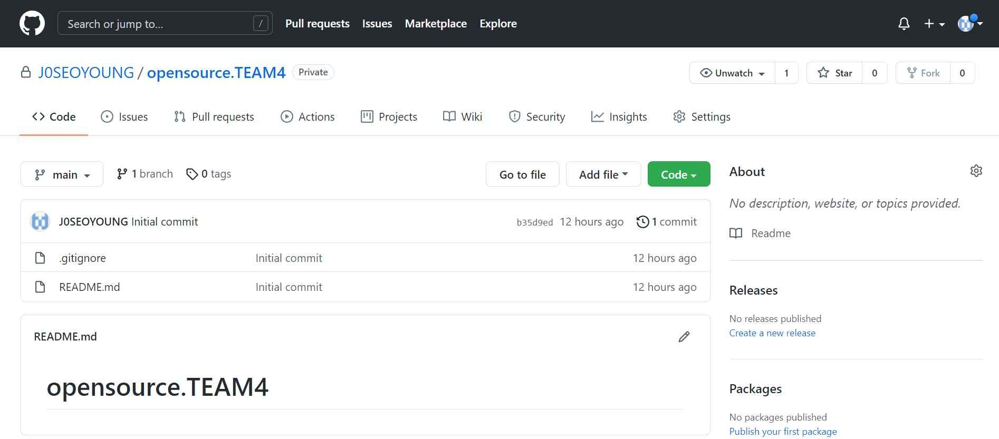 Search or jump to... / Pull requests Issues Marketplace Explore
J0SEOYOUNG / opensource.TEAM4 Private Unwatch 1 Star 0 Fork 0
Code Issues Pull requests Actions Projects Wiki Security Insights Settings
main 1 branch 0 tags Go to file Add file Code
J0SEOYOUNG Initial commit b35d9ed 12 hours ago 1 commit
.gitignore Initial commit 12 hours ago
README.md Initial commit 12 hours ago
README.md
opensource.TEAM4
About
No description, website, or topics provided.
Readme
Releases
No releases published
Create a new release
Packages
No packages published
Publish your first package